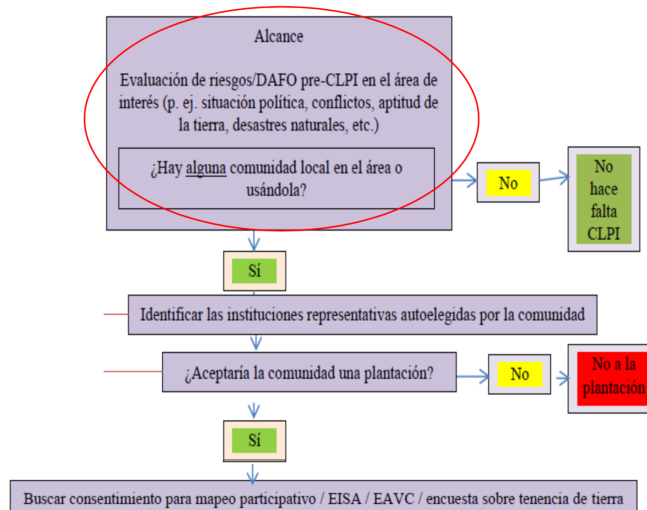 Alcance
Evaluación de riesgos/DAFO pre-CLPI en el área de
interés (p. ej. situación política, conflictos, aptitud de
la tierra, desastres naturales, etc.)
¿Hay alguna comunidad local en el área o
usándola?
No
No
hace
falta
CLPI
Sí
Identificar las instituciones representativas autoelegidas por la comunidad
¿Aceptaría la comunidad una plantación?
No
No a la
plantación
Sí
Buscar consentimiento para mapeo participativo / EISA / EAVC / encuesta sobre tenencia de tierra